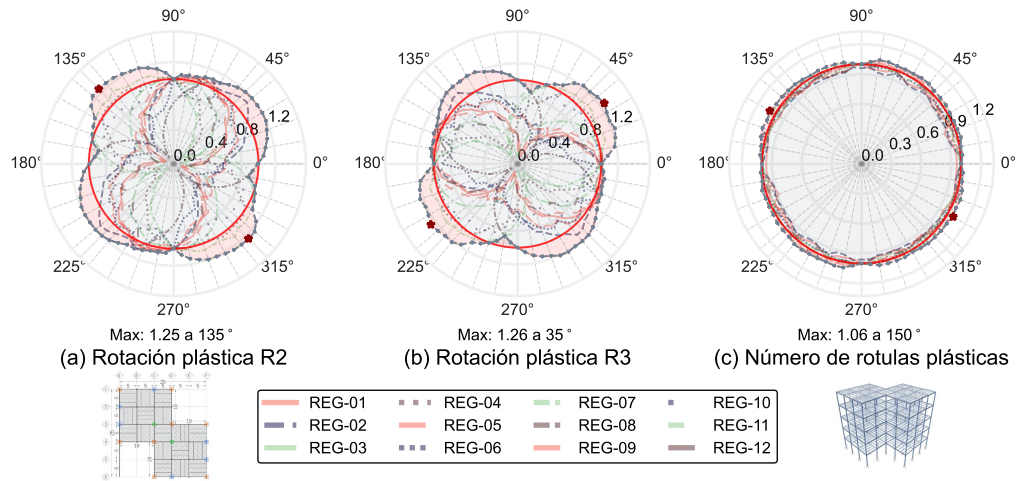 90°
90°
90°
135°
45°
135°
45°
135°
45°
1.2
0.8
0.4
0.0
1.2
0.8
0.4
0.0
1.2
0.9
0.6
0.3
0.0
180°
0°
180°
0°
180°
0°
225°
315°
225°
315°
225°
315°
270°
270°
270°
Max: 1.25 a 135°
Max: 1.26 a 35°
Max: 1.06 a 150°
(a) Rotación plástica R2
(b) Rotación plástica R3
(c) Número de rotulas plásticas
REG-01
REG-04
REG-07
REG-10
REG-02
REG-05
REG-08
REG-11
REG-03
REG-06
REG-09
REG-12